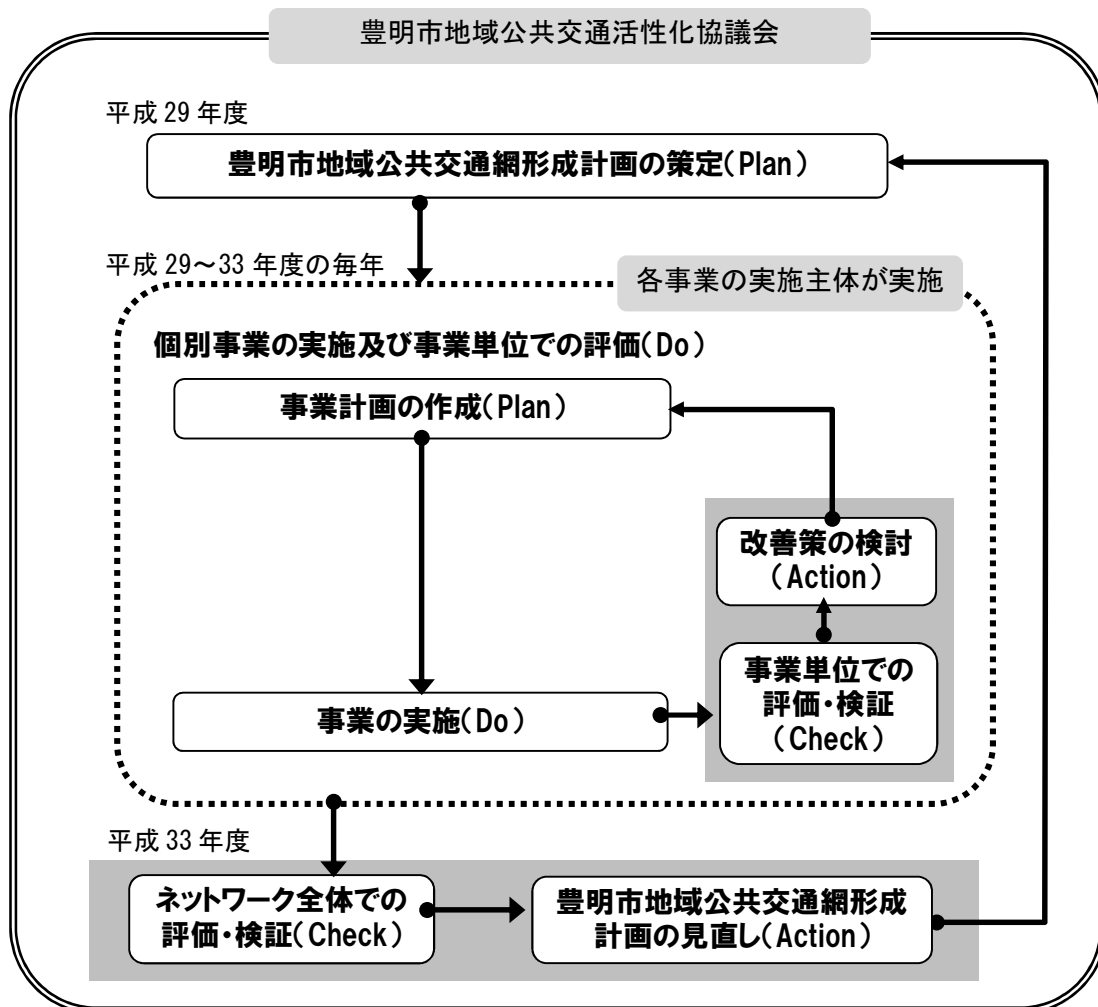 豊明市地域公共交通活性化協議会
平成 29 年度
豊明市地域公共交通網形成計画の策定(Plan)
平成 29～33 年度の毎年
各事業の実施主体が実施
個別事業の実施及び事業単位での評価(Do)
事業計画の作成(Plan)
改善策の検討
(Action)
事業単位での
評価・検証
(Check)
事業の実施(Do)
平成 33 年度
ネットワーク全体での
評価・検証(Check)
豊明市地域公共交通網形成
計画の見直し(Action)